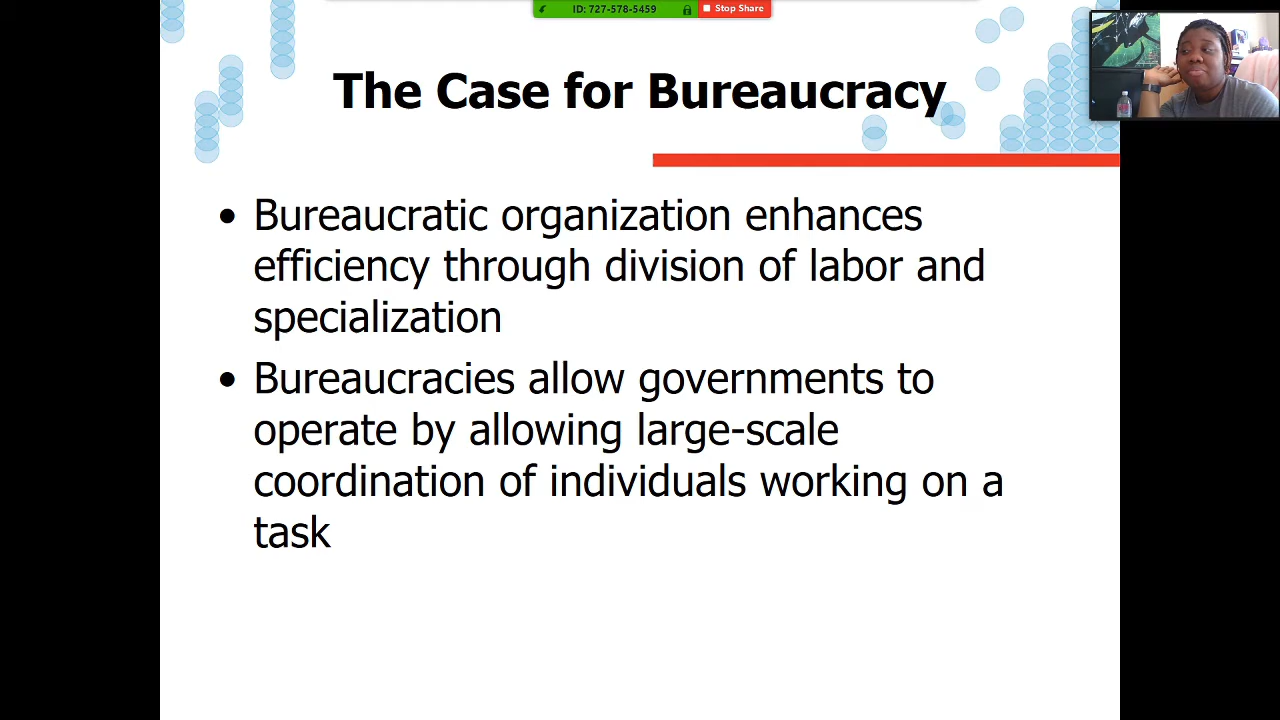 ID: 727-578-5459
Stop Share
The Case for Bureaucracy
• Bureaucratic organization enhances
efficiency through division of labor and
specialization
• Bureaucracies allow governments to
operate by allowing large-scale
coordination of individuals working on a
task